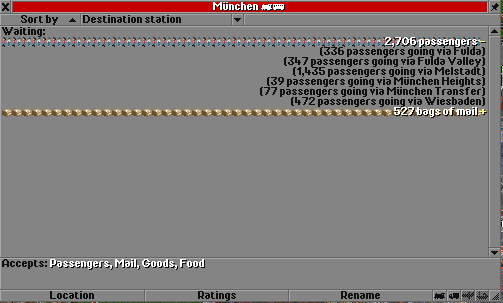 München
Sort by Destination station
Waiting:
2,706 passengers -
(336 passengers going via Fulda)
(347 passengers going via Fulda Valley)
(1,435 passengers going via Melstadt)
(39 passengers going via München Heights)
(77 passengers going via München Transfer)
(472 passengers going via Wiesbaden)
527 bags of mail +
Accepts: Passengers, Mail, Goods, Food
Location Ratings Rename